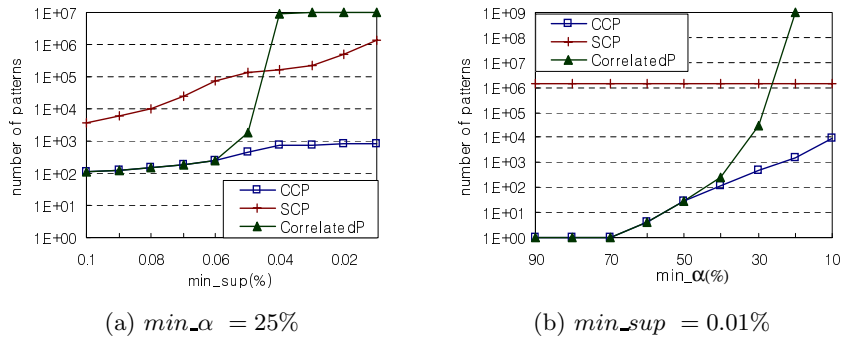 1E+07
1E+06
1E+05
1E+04
1E+03
1E+02
1E+01
1E+00
number of patterns
CCP
SCP
CorrelatedP
0.1
0.08
0.06
0.04
0.02
min_sup(%)
(a) min_α = 25%
1E+09
1E+08
1E+07
1E+06
1E+05
1E+04
1E+03
1E+02
1E+01
1E+00
number of patterns
CCP
SCP
CorrelatedP
90
70
50
30
10
min_α(%)
(b) min_sup = 0.01%